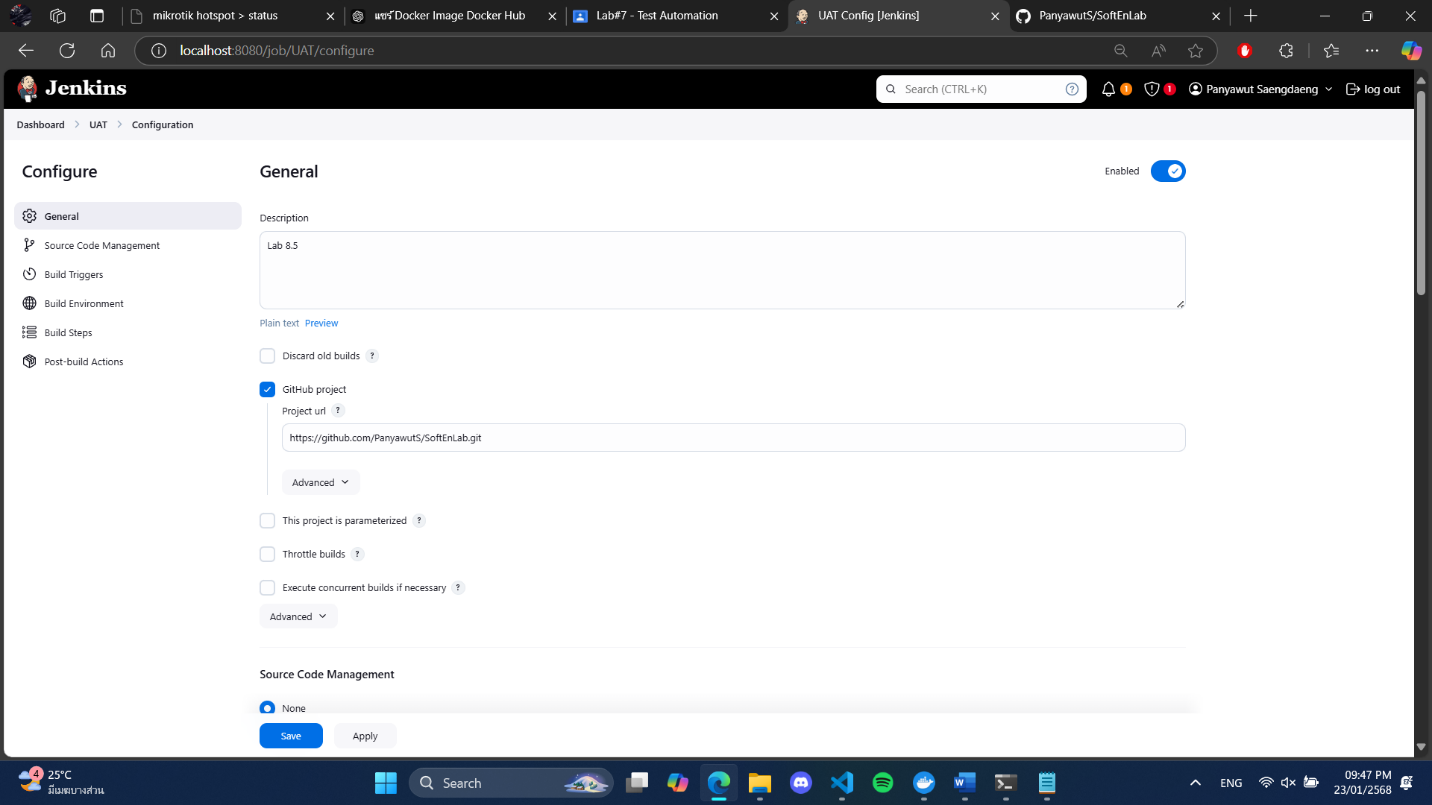 mikrotik hotspot > status
แชร์ Docker Image Docker Hub
Lab#7 - Test Automation
UAT Config [Jenkins]
PanyawutS/SoftEnLab
localhost:8080/job/UAT/configure
Jenkins
Search (CTRL+K)
?
1
1
Panyawut Saengdaeng
log out
Dashboard > UAT > Configuration
Configure
General
Source Code Management
Build Triggers
Build Environment
Build Steps
Post-build Actions
General
Enabled
Description
Lab 8.5
Plain text Preview
Discard old builds ?
GitHub project
Project url ?
https://github.com/PanyawutS/SoftEnLab.git
Advanced
This project is parameterized ?
Throttle builds ?
Execute concurrent builds if necessary ?
Advanced
Source Code Management
None
Save Apply
4
25°C
มีเมฆบางส่วน
Search
ENG
09:47 PM
23/01/2568